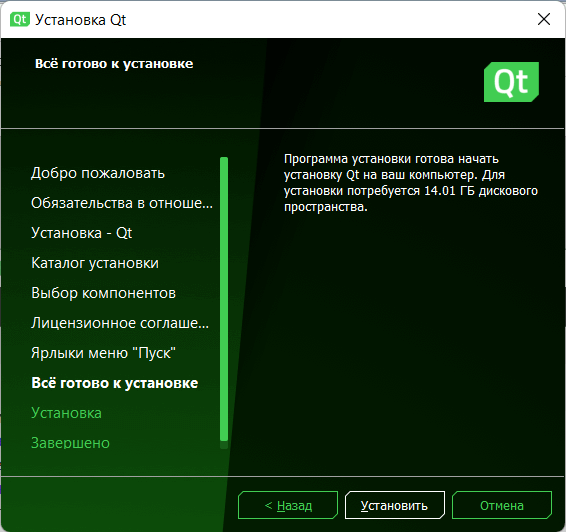 Qt Установка Qt
Всё готово к установке
Qt
Добро пожаловать
Обязательства в отноше...
Установка - Qt
Каталог установки
Выбор компонентов
Лицензионное соглаше...
Ярлыки меню "Пуск"
Всё готово к установке
Установка
Завершено
Программа установки готова начать
установку Qt на ваш компьютер. Для
установки потребуется 14.01 ГБ дискового
пространства.
< Назад
Установить
Отмена